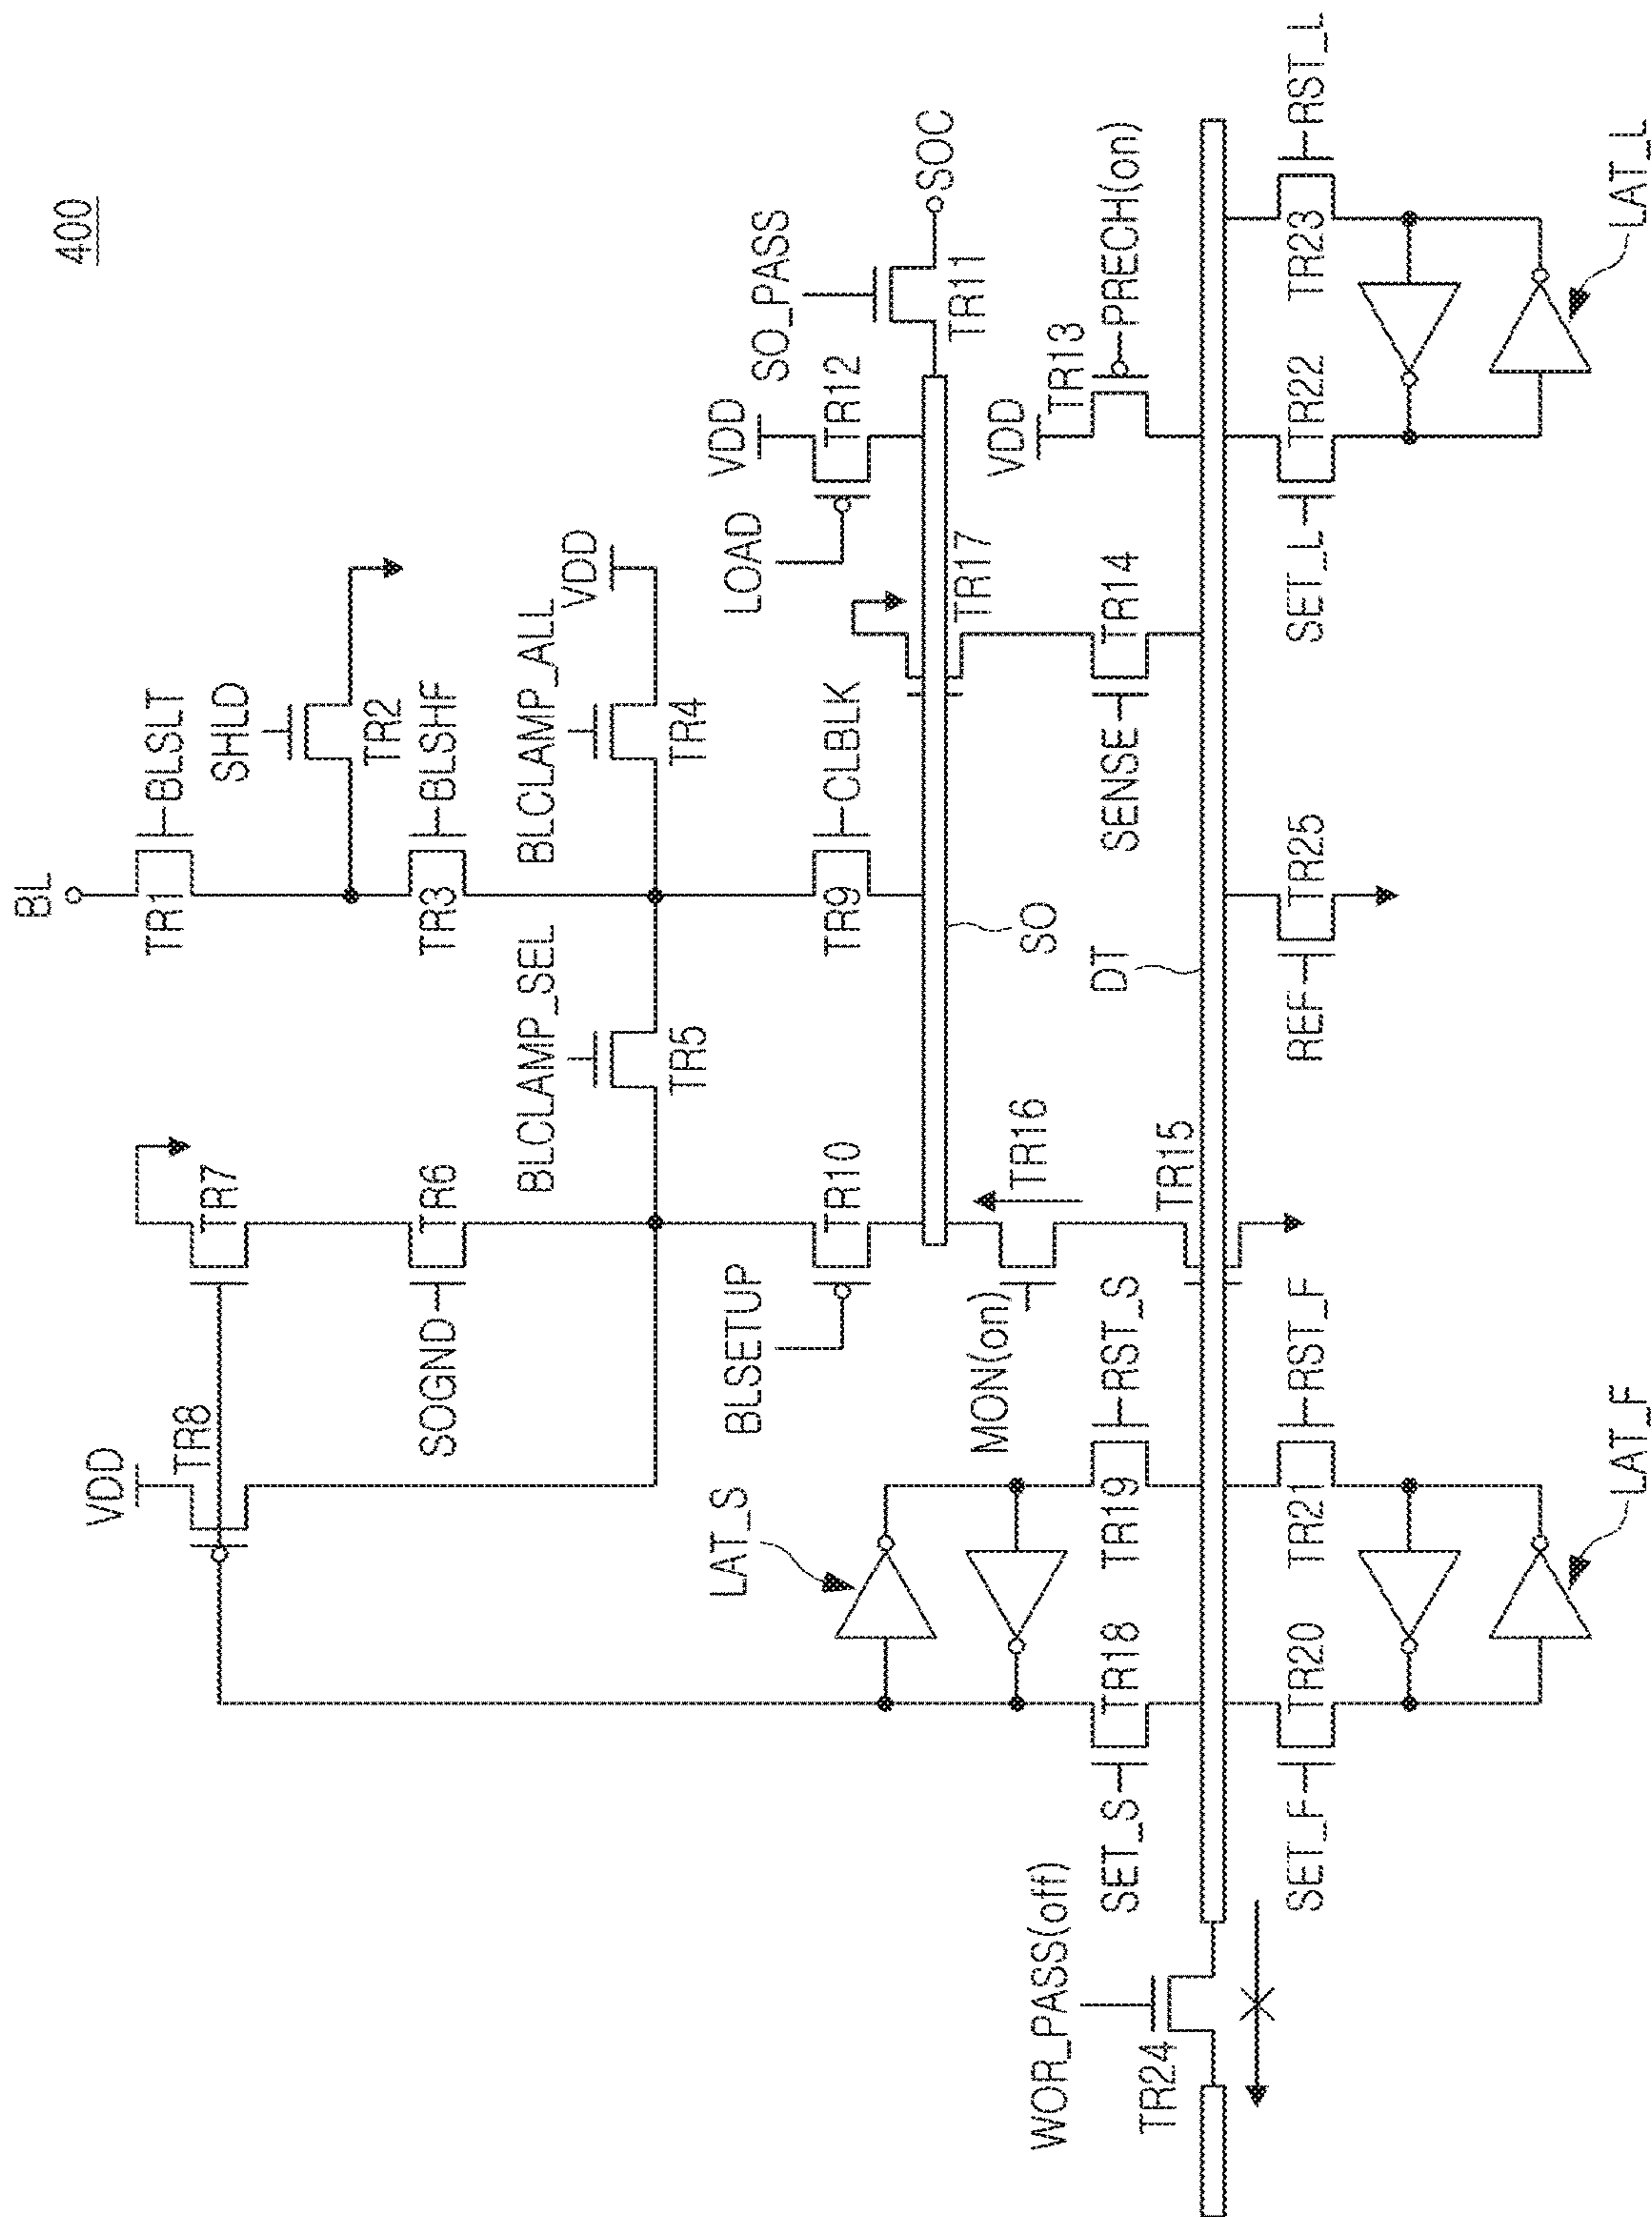 400
BL
BLSLT
TR1
SHLD
TR2
BLSHF
TR3
BLCLAMP_ALL
VDD
TR4
BLCLAMP_SEL
TR5
TR7
SOGND
TR6
VDD
TR8
BLSETUP
TR10
CLBLK
TR9
LOAD
VDD
TR12
SO_PASS
SOC
TR11
SO
TR17
MON(on)
TR16
TR15
LAT_S
SET_S
TR18
TR19
RST_S
DT
SENSE
TR14
VDD
TR13
PRECH(on)
WOR_PASS(off)
TR24
SET_F
TR20
TR21
RST_F
LAT_F
REF
TR25
SET_L
TR22
TR23
RST_L
LAT_L